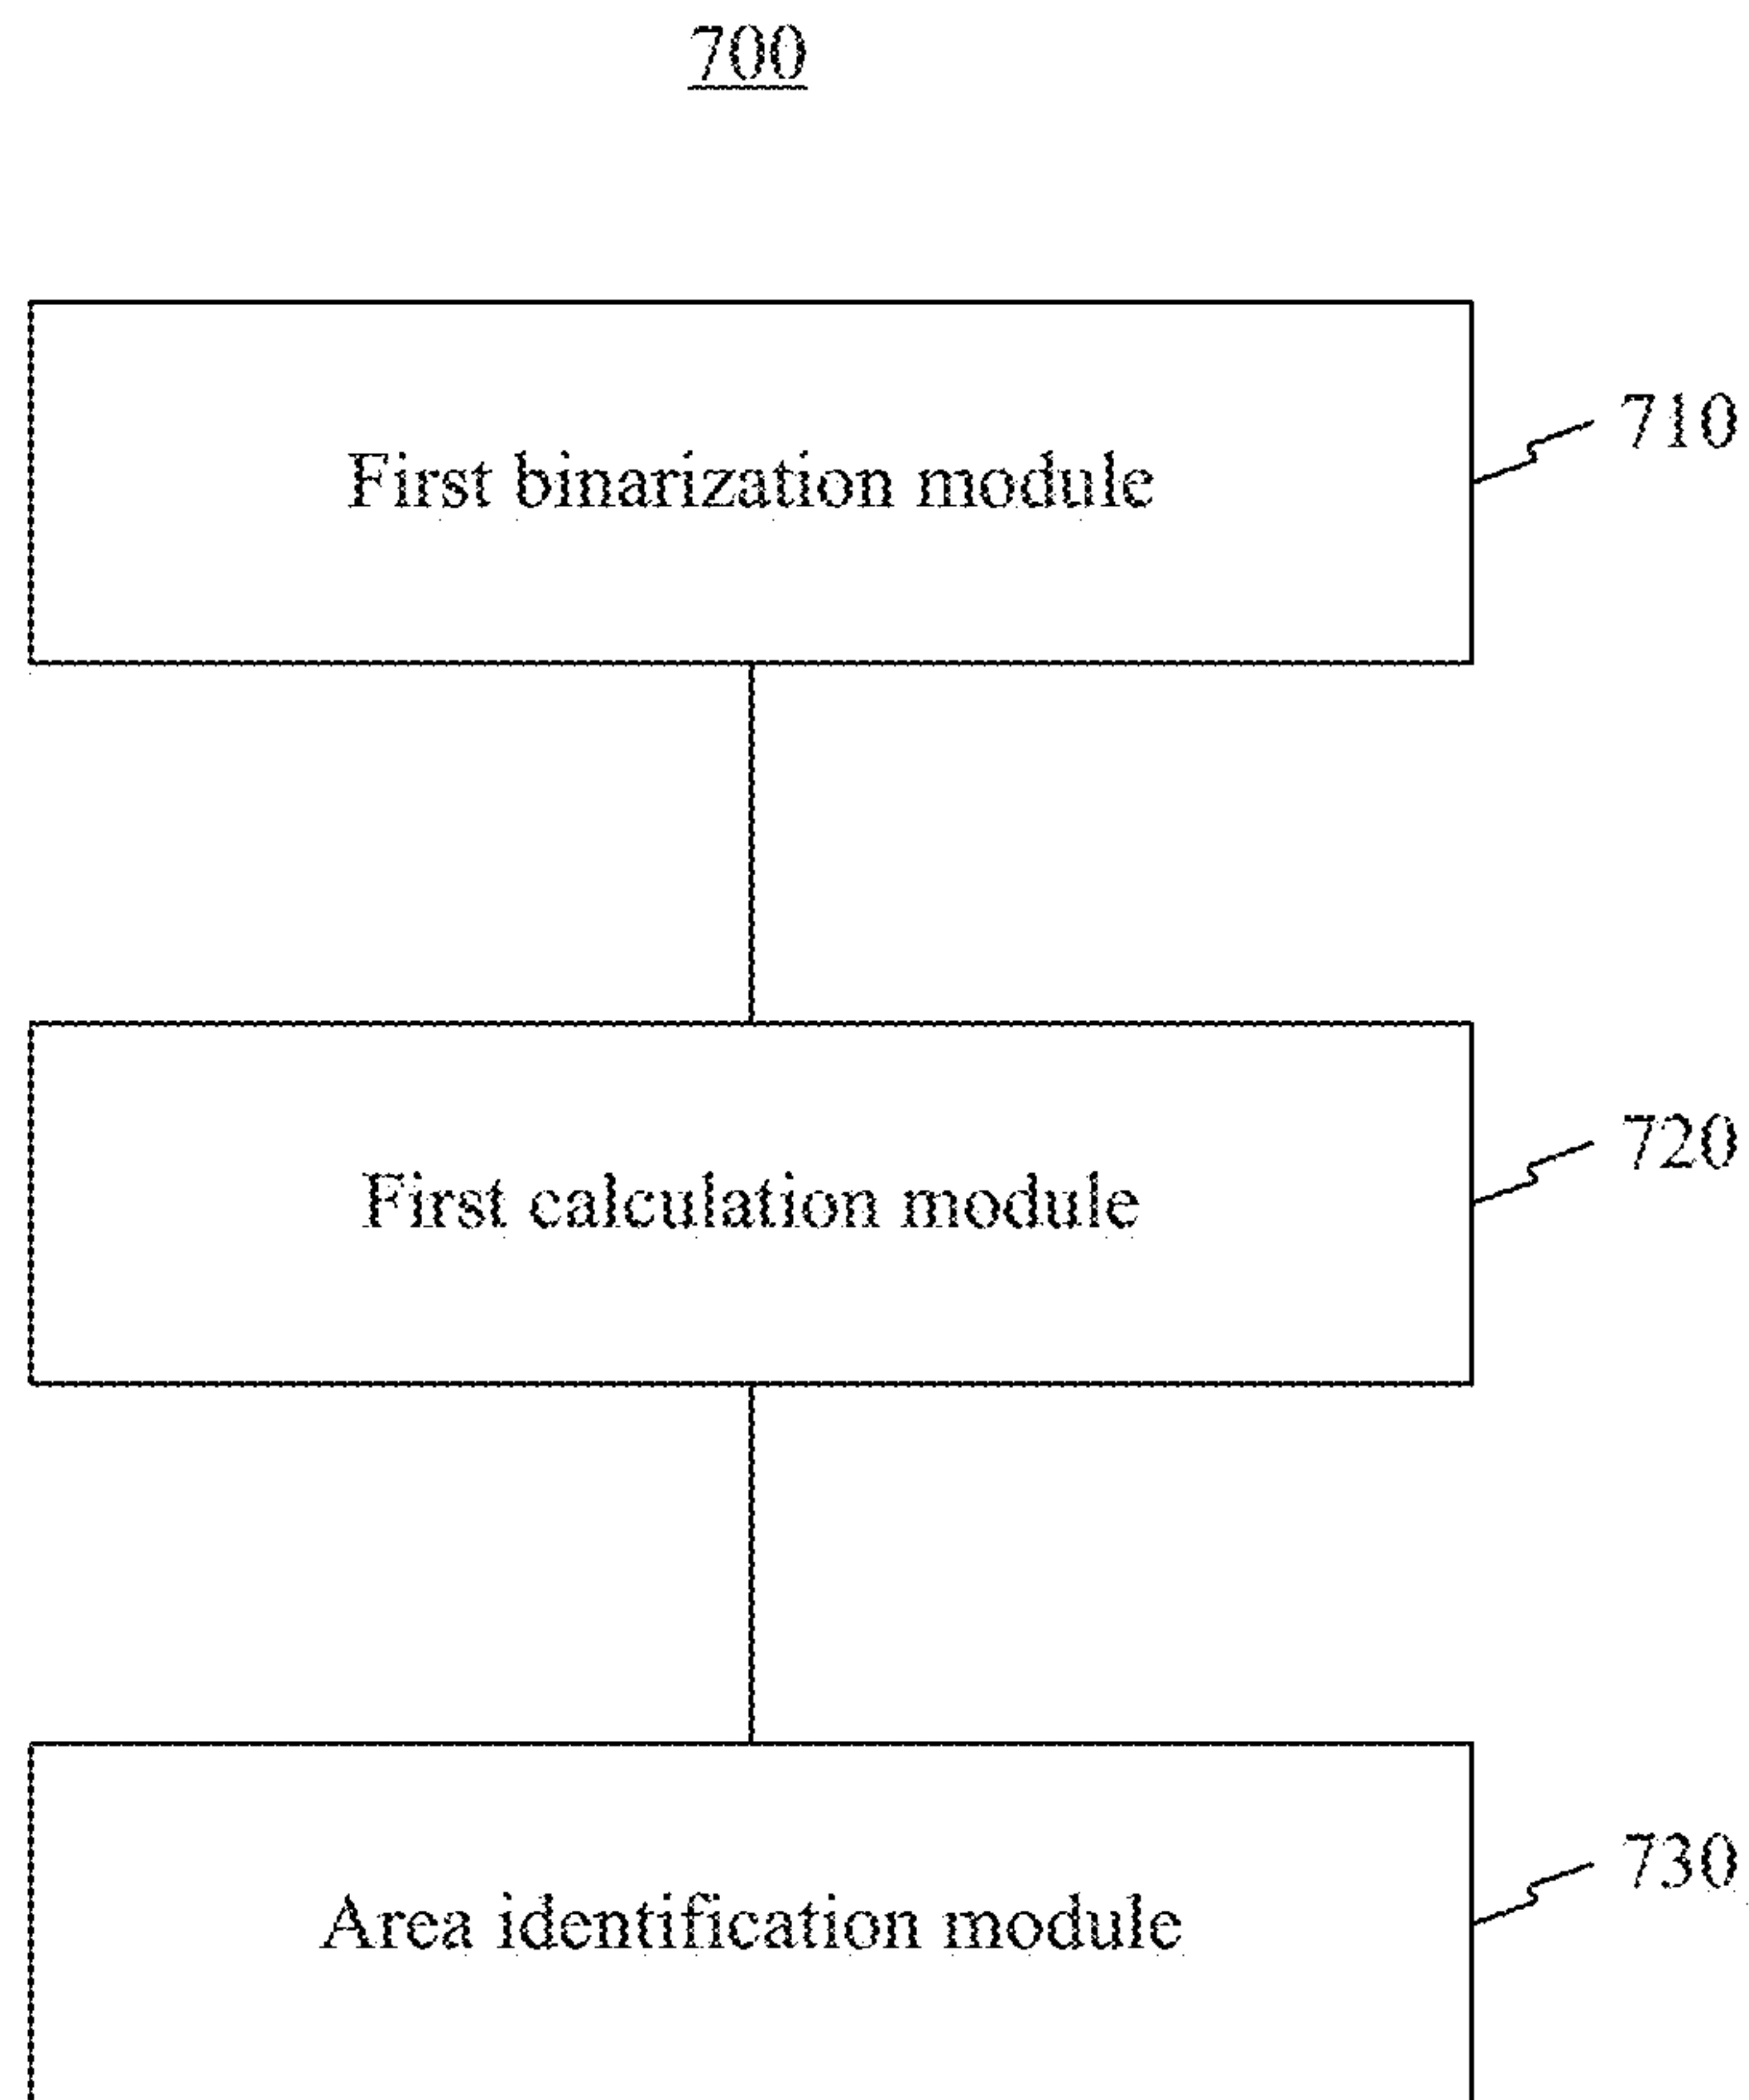 700
First binarization module
710
First calculation module
720
Area identification module
730